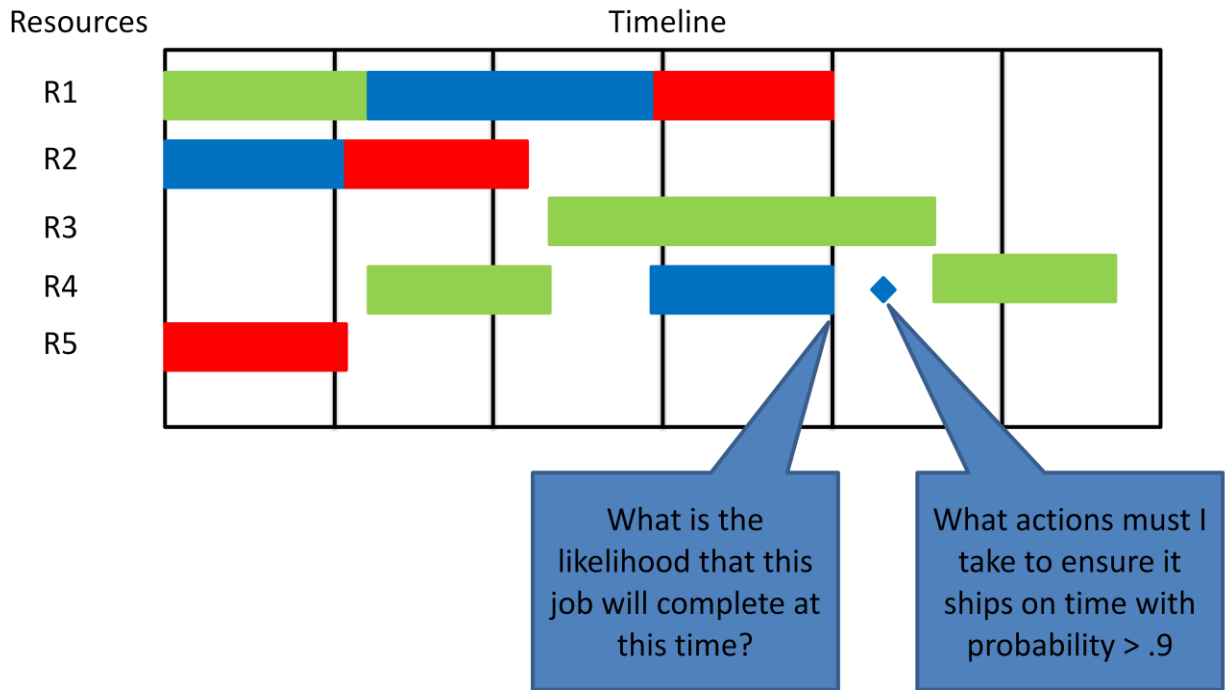 Resources
Timeline
R1
R2
R3
R4
R5
What is the
likelihood that this
job will complete at
this time?
What actions must I
take to ensure it
ships on time with
probability > .9